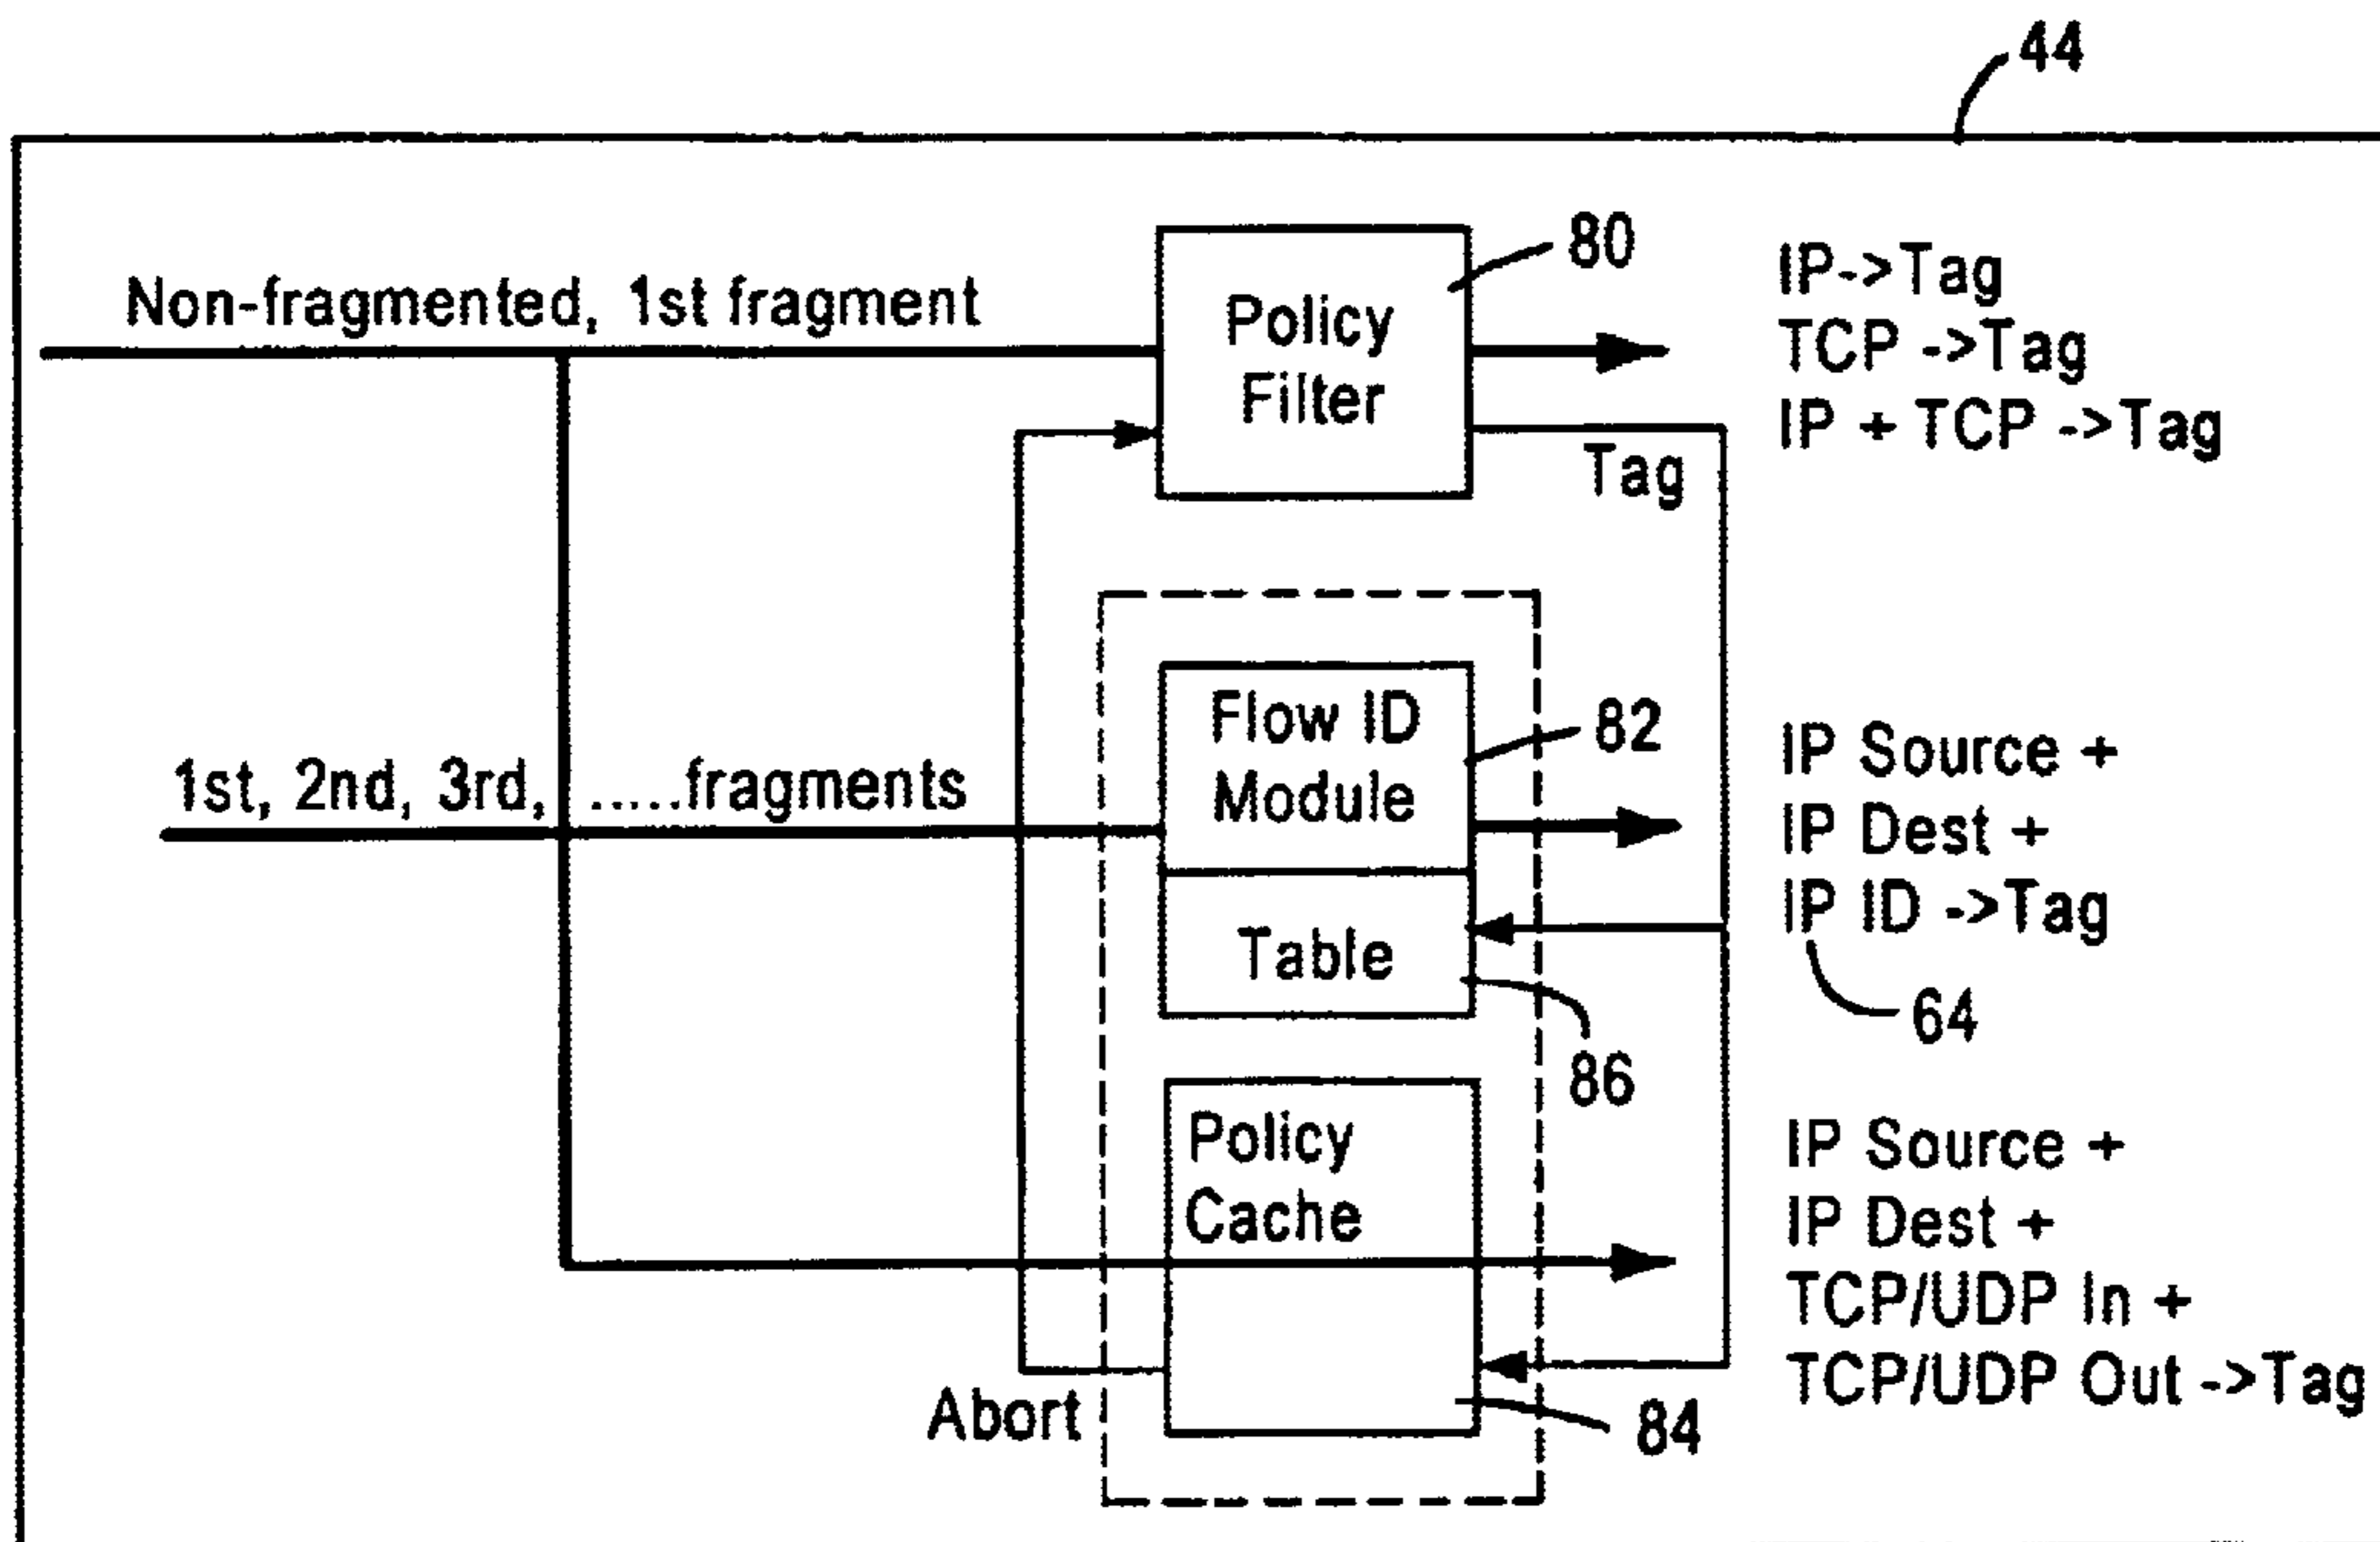 44
Non-fragmented, 1st fragment
Policy
Filter
80
IP->Tag
TCP ->Tag
IP + TCP ->Tag
Tag
1st, 2nd, 3rd, .....fragments
Flow ID
Module
82
Table
86
IP Source +
IP Dest +
IP ID ->Tag
64
Policy
Cache
84
Abort
IP Source +
IP Dest +
TCP/UDP In +
TCP/UDP Out ->Tag